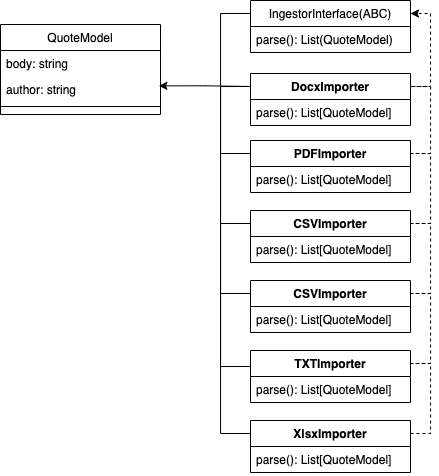 QuoteModel
body: string
author: string
IngestorInterface(ABC)
parse(): List(QuoteModel)
DocxImporter
parse(): List[QuoteModel]
PDFImporter
parse(): List[QuoteModel]
CSVImporter
parse(): List[QuoteModel]
CSVImporter
parse(): List[QuoteModel]
TXTImporter
parse(): List[QuoteModel]
XlsxImporter
parse(): List[QuoteModel]